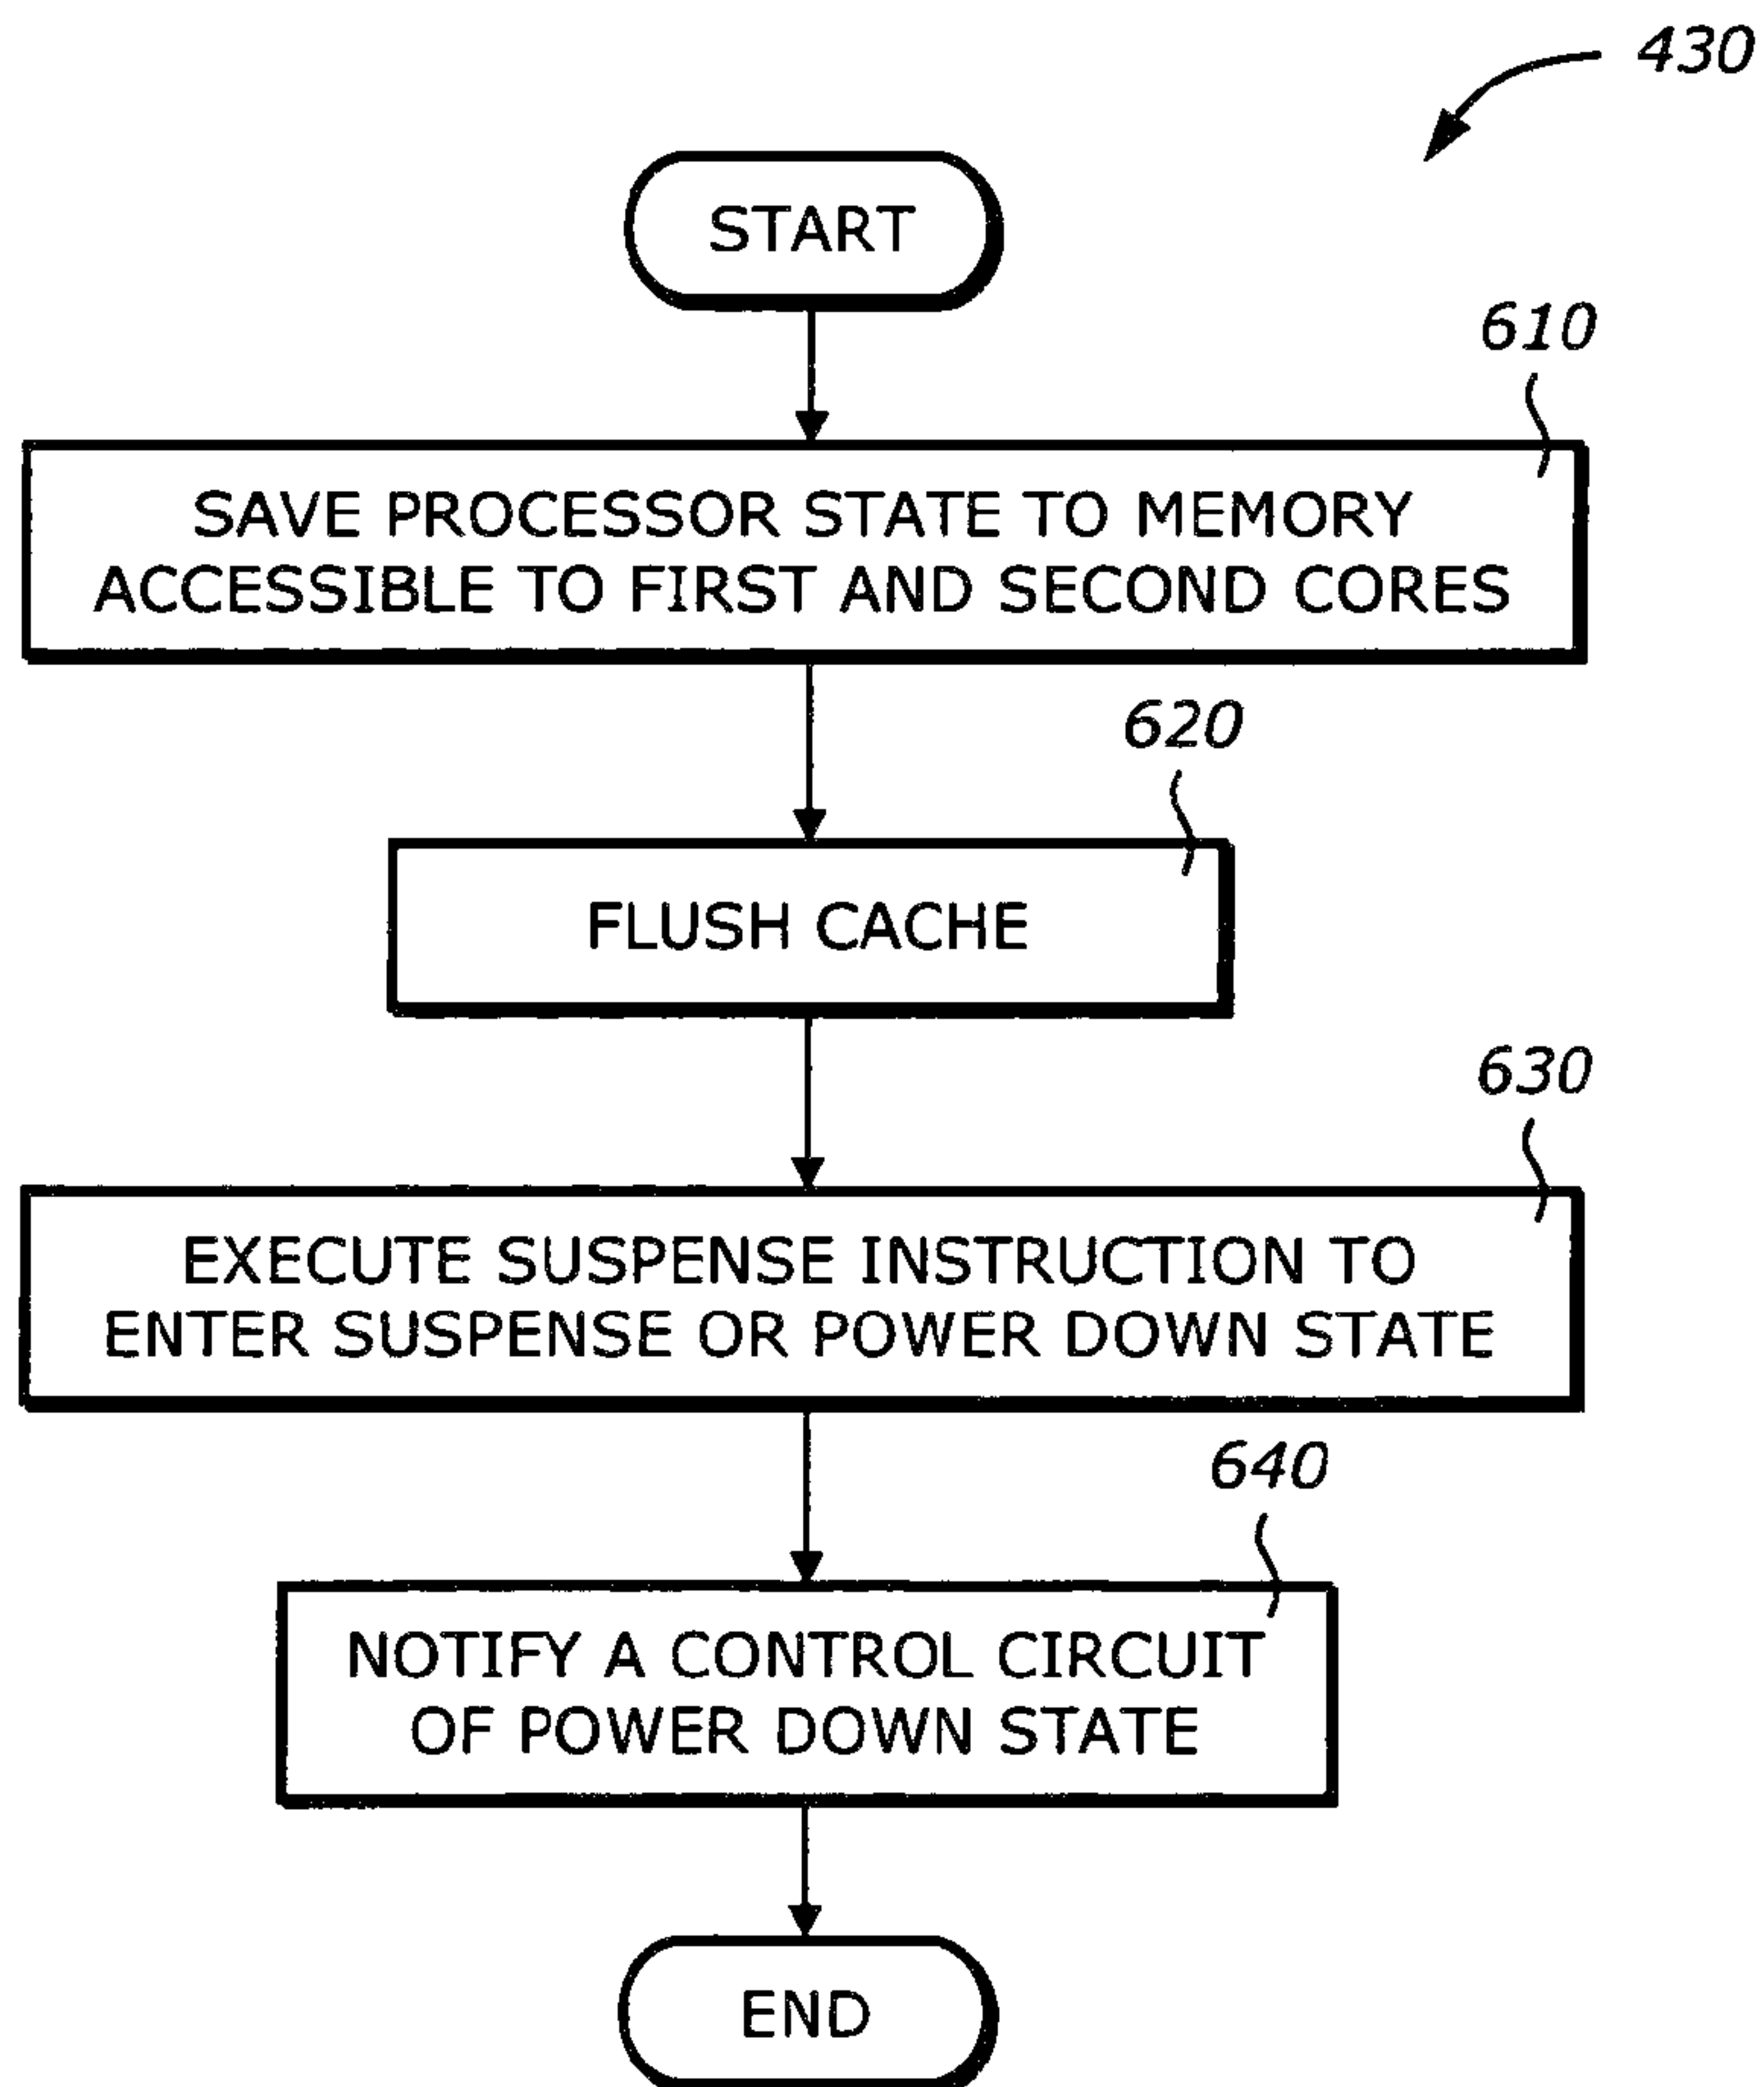 430
START
610
SAVE PROCESSOR STATE TO MEMORY
ACCESSIBLE TO FIRST AND SECOND CORES
620
FLUSH CACHE
630
EXECUTE SUSPENSE INSTRUCTION TO
ENTER SUSPENSE OR POWER DOWN STATE
640
NOTIFY A CONTROL CIRCUIT
OF POWER DOWN STATE
END